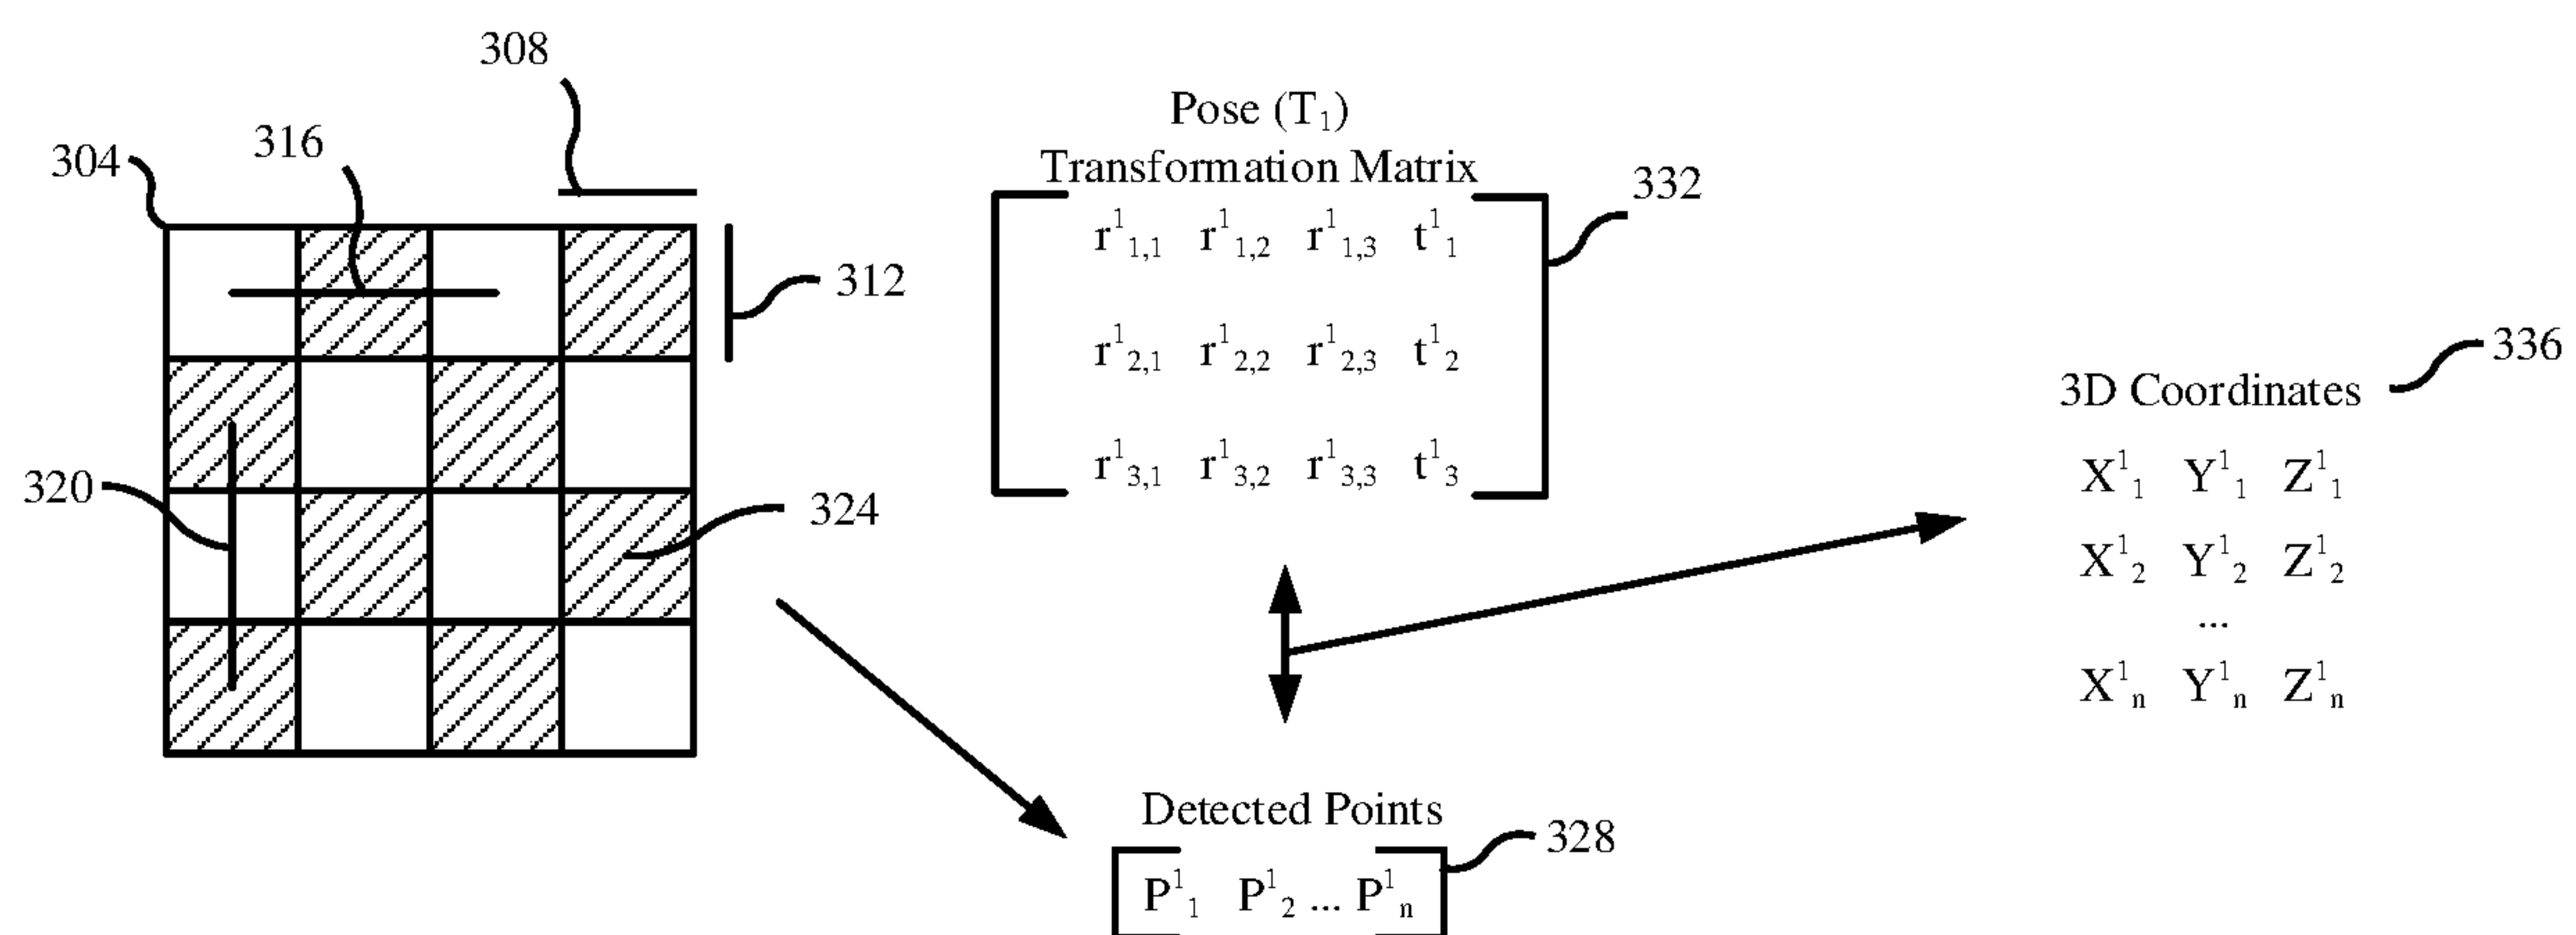 308
316
304
312
320
324
Pose (T₁)
Transformation Matrix
r¹₁,₁ r¹₁,₂ r¹₁,₃ t¹₁
r¹₂,₁ r¹₂,₂ r¹₂,₃ t¹₂
r¹₃,₁ r¹₃,₂ r¹₃,₃ t¹₃
332
336
3D Coordinates
X¹₁ Y¹₁ Z¹₁
X¹₂ Y¹₂ Z¹₂
...
X¹ₙ Y¹ₙ Z¹ₙ
Detected Points
328
P¹₁ P¹₂ ... P¹ₙ